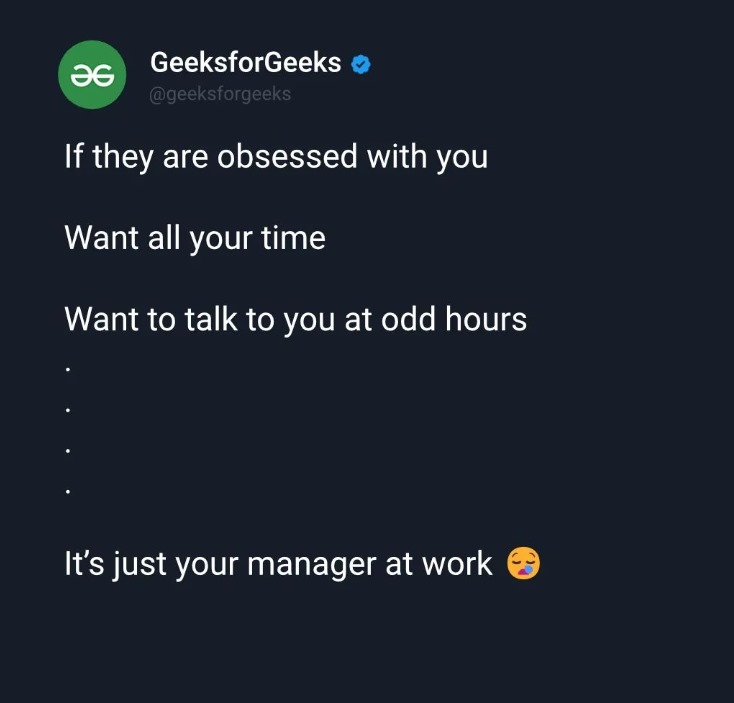 GeeksforGeeks
@geeksforgeeks
If they are obsessed with you
Want all your time
Want to talk to you at odd hours
.
.
.
.
It’s just your manager at work 😪